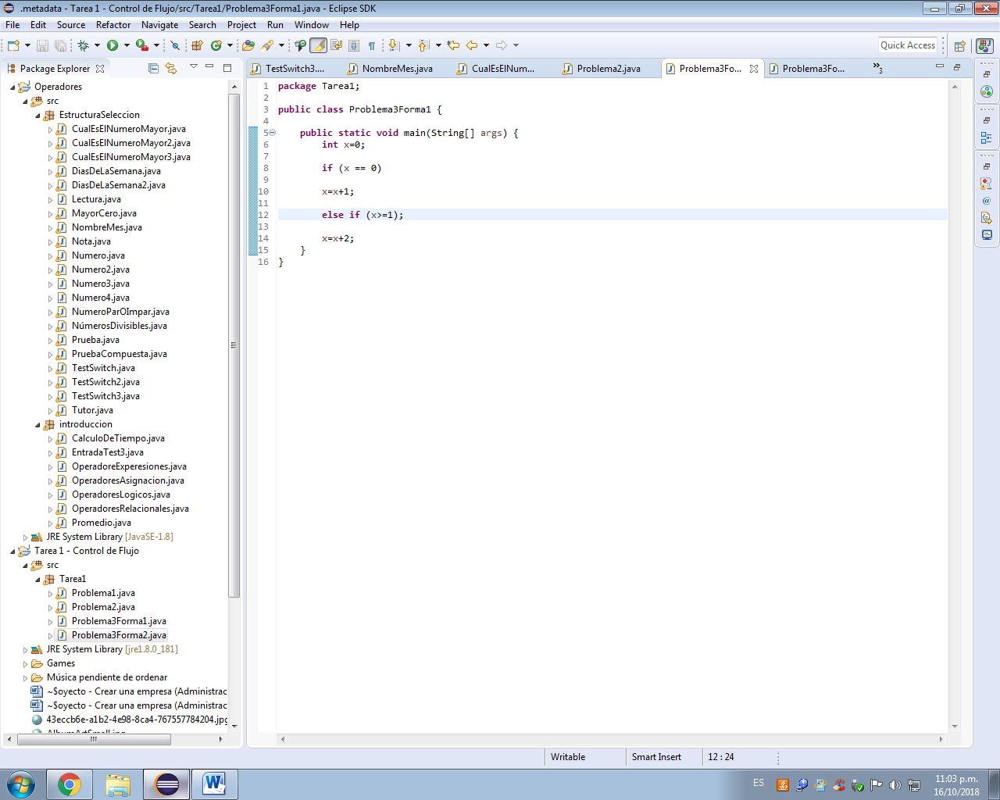 .metadata - Tarea 1 - Control de Flujo/src/Tarea1/Problema3Forma1.java - Eclipse SDK
File Edit Source Refactor Navigate Search Project Run Window Help
Quick Access
Package Explorer
TestSwitch3.... NombreMes.java CualEsElNum... Problema2.java Problema3Fo... Problema3Fo... »3
Operadores
src
EstructuraSeleccion
CualEsElNumeroMayor.java
CualEsElNumeroMayor2.java
CualEsElNumeroMayor3.java
DiasDeLaSemana.java
DiasDeLaSemana2.java
Lectura.java
MayorCero.java
NombreMes.java
Nota.java
Numero.java
Numero2.java
Numero3.java
Numero4.java
NumeroParOImpar.java
NúmerosDivisibles.java
Prueba.java
PruebaCompuesta.java
TestSwitch.java
TestSwitch2.java
TestSwitch3.java
Tutor.java
introduccion
CalculoDeTiempo.java
EntradaTest3.java
OperadoreExperesiones.java
OperadoresAsignacion.java
OperadoresLogicos.java
OperadoresRelacionales.java
Promedio.java
JRE System Library [JavaSE-1.8]
Tarea 1 - Control de Flujo
src
Tarea1
Problema1.java
Problema2.java
Problema3Forma1.java
Problema3Forma2.java
JRE System Library [jre1.8.0_181]
Games
Música pendiente de ordenar
~$oyecto - Crear una empresa (Administrac
~$oyecto - Crear una empresa (Administrac
43eccb6e-a1b2-4e98-8ca4-767557784204.jpg
1 package Tarea1;
2
3 public class Problema3Forma1 {
4
5 public static void main(String[] args) {
6 int x=0;
7
8 if (x == 0)
9
10 x=x+1;
11
12 else if (x>=1);
13
14 x=x+2;
15 }
16 }
Writable Smart Insert 12 : 24
ES
11:03 p.m.
16/10/2018